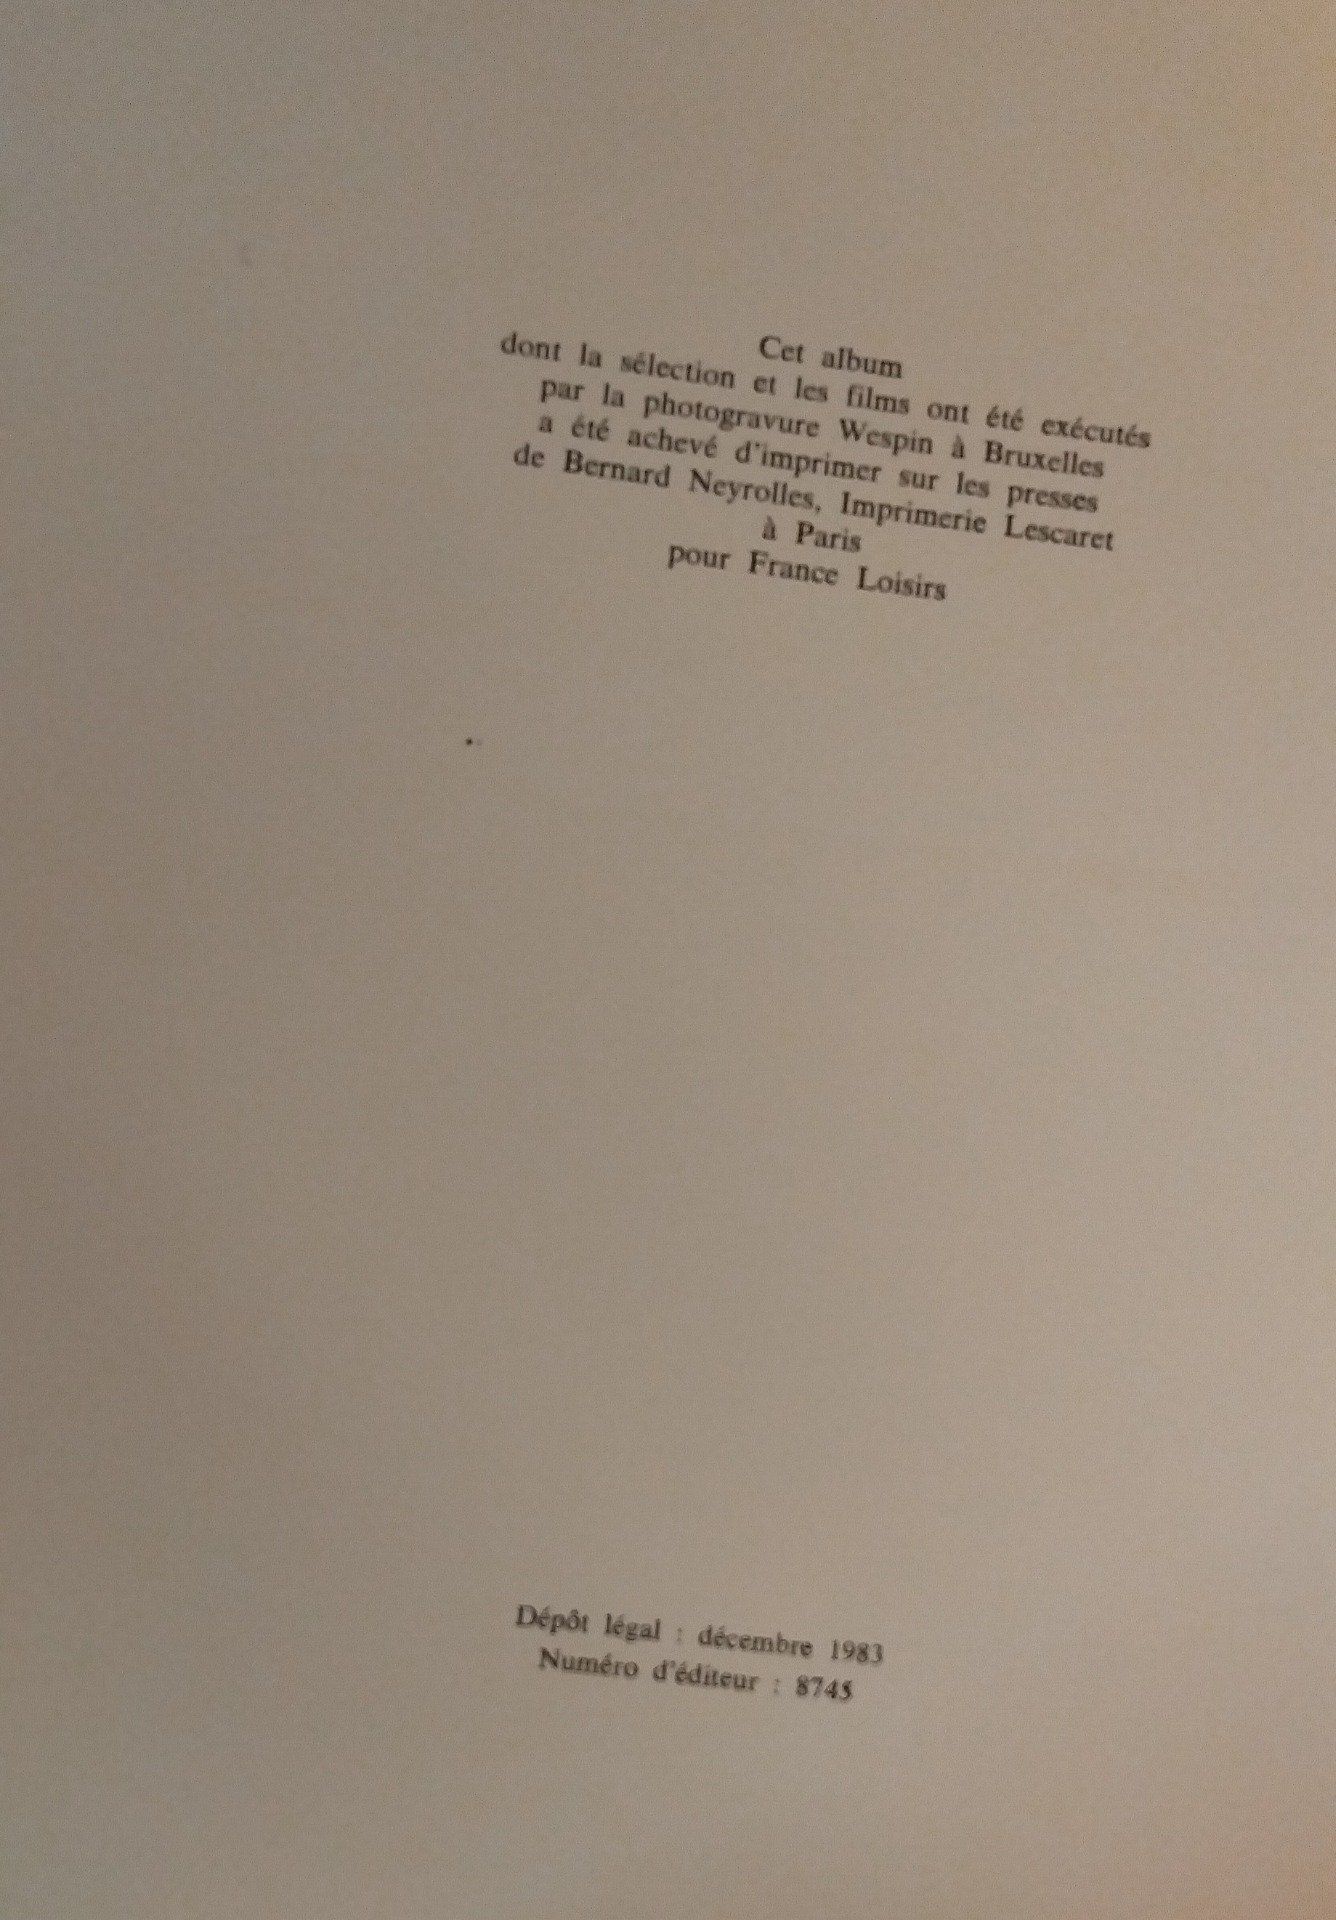 Cet album
dont la sélection et les films ont été exécutés
par la photogravure Wespin à Bruxelles
a été achevé d'imprimer sur les presses
de Bernard Neyrolles, Imprimerie Lescaret
à Paris
pour France Loisirs
Dépôt légal : décembre 1983
Numéro d'éditeur : 8745